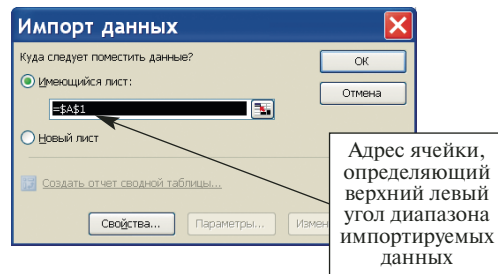 Импорт данных
Куда следует поместить данные?
Имеющийся лист:
=$A$1
Новый лист
Создать отчет сводной таблицы...
Свойства...
Параметры...
Измен
ОК
Отмена
Адрес ячейки,
определяющий
верхний левый
угол диапазона
импортируемых
данных